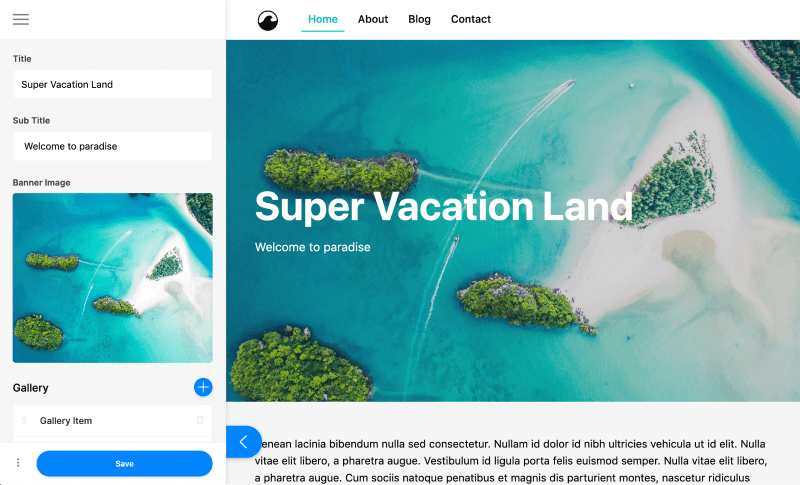 Title
Super Vacation Land
Sub Title
Welcome to paradise
Banner Image
Gallery
Gallery Item
Save
Home
About
Blog
Contact
Super Vacation Land
Welcome to paradise
enean lacinia bibendum nulla sed consectetur. Nullam id dolor id nibh ultricies vehicula ut id elit. Nulla
vitae elit libero, a pharetra augue. Vestibulum id ligula porta felis euismod semper. Nulla vitae elit libero,
a pharetra augue. Cum sociis natoque penatibus et magnis dis parturient montes, nascetur ridiculus